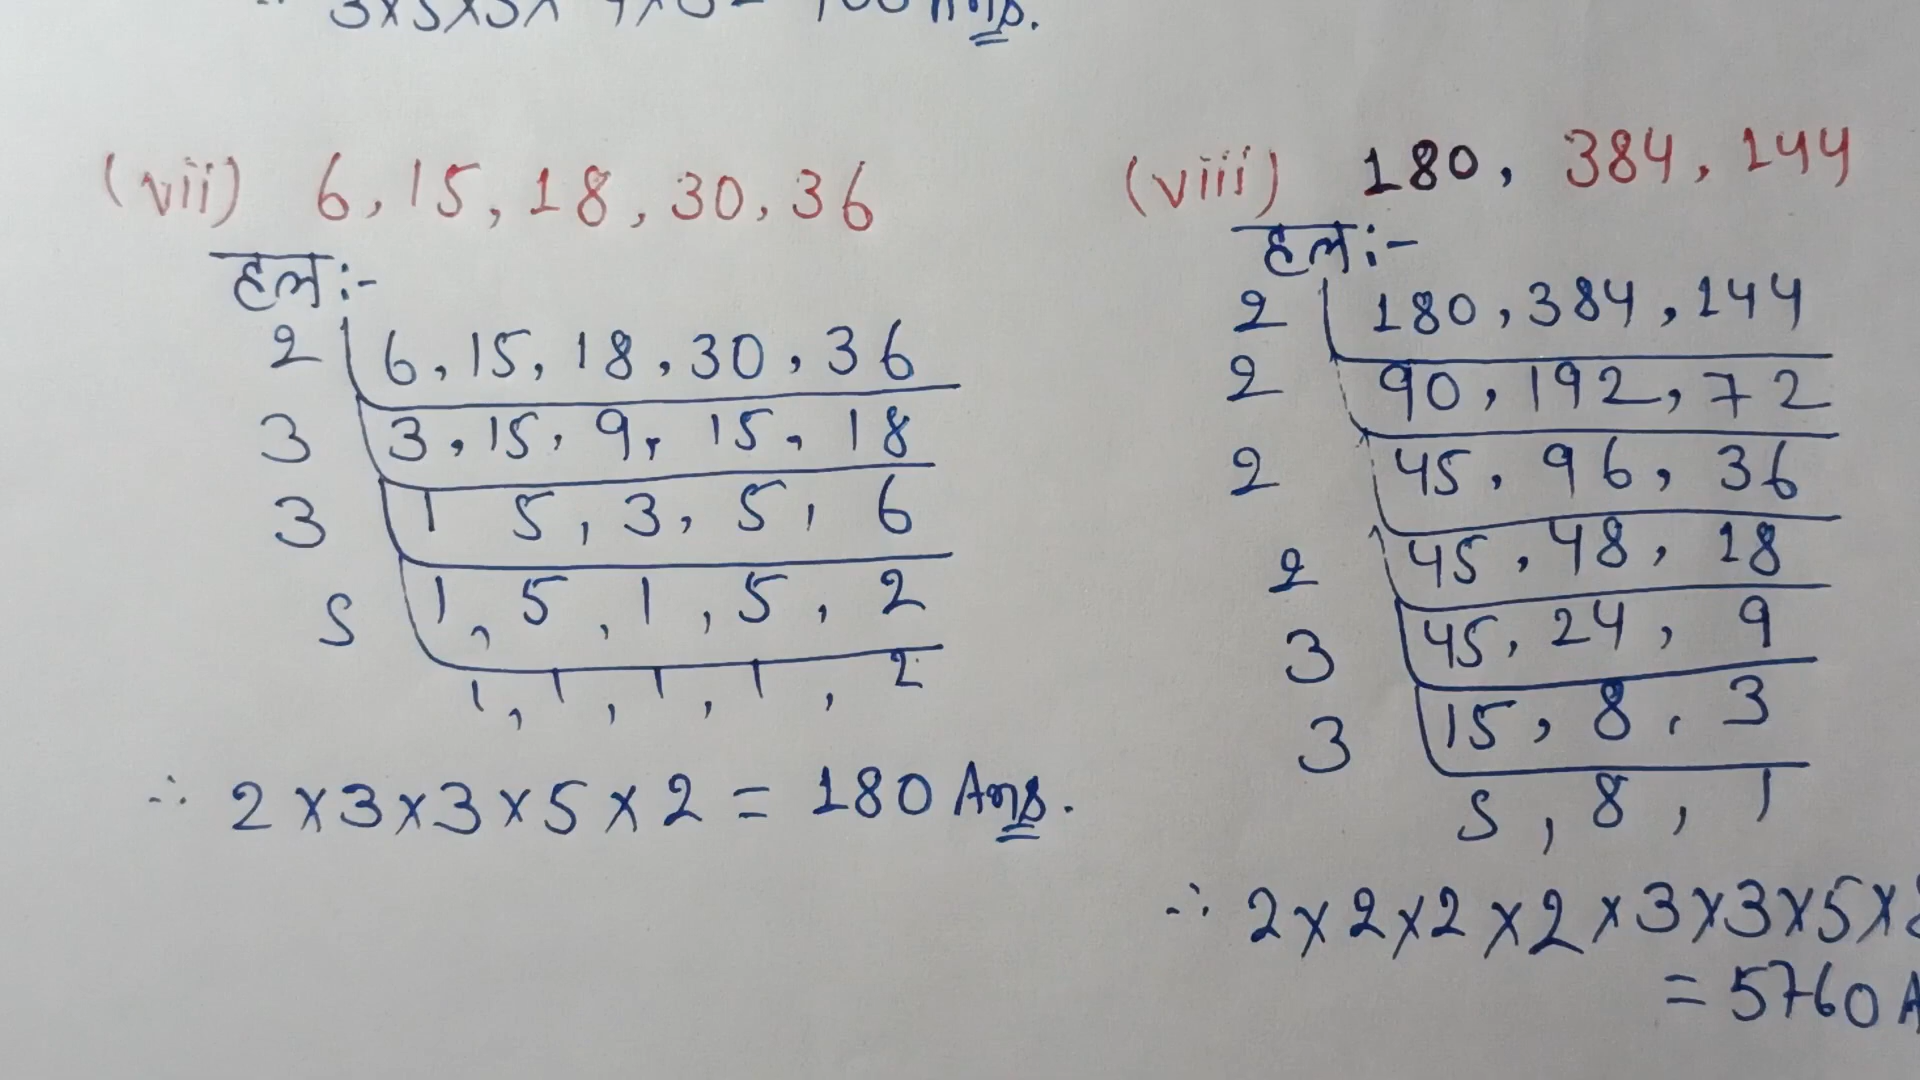 (vii) 6, 15, 18, 30, 36
हल:-
2 | 6, 15, 18, 30, 36
3 | 3, 15, 9, 15, 18
3 | 1 5, 3, 5, 6
5 | 1, 5, 1, 5, 2
1, 1, 1, 1, 2
∴ 2×3×3×5×2 = 180 Ans.
(viii) 180, 384, 144
हल:-
2 | 180, 384, 144
2 | 90, 192, 72
2 | 45, 96, 36
2 | 45, 48, 18
3 | 45, 24, 9
3 | 15, 8, 3
5, 8, 1
∴ 2×2×2×2×3×3×5×
= 5760